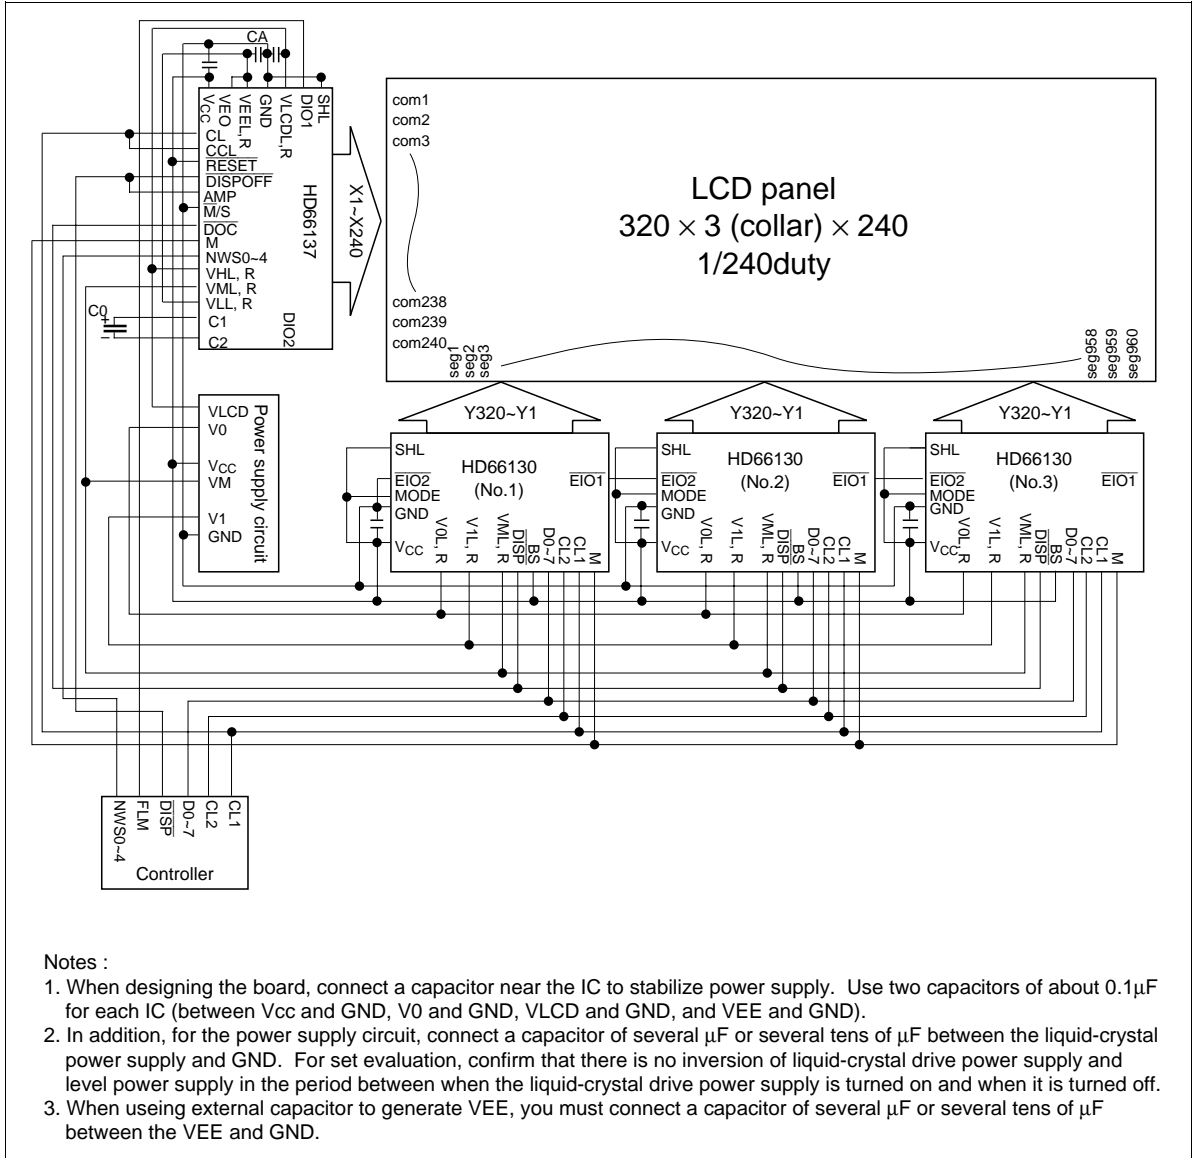 CA
VCC
VEO
VEEL,R
GND
VLCDL,R
DIO1
SHL
CL
CCL
RESET
DISPOFF
AMP
M/S
DOC
M
NWS0~4
VHL, R
VML, R
VLL, R
C1
C2
HD66137
DIO2
C0
+
−
X1~X240
com1
com2
com3
com238
com239
com240
seg1
seg2
seg3
LCD panel
320 × 3 (collar) × 240
1/240duty
seg958
seg959
seg960
VLCD
V0
VCC
VM
V1
GND
Power supply circuit
Y320~Y1
Y320~Y1
Y320~Y1
SHL
EIO2
MODE
GND
VCC
HD66130
(No.1)
EIO1
V0L, R
V1L, R
VML, R
DISP
BS
D0~7
CL2
CL1
M
SHL
EIO2
MODE
GND
VCC
HD66130
(No.2)
EIO1
V0L, R
V1L, R
VML, R
DISP
BS
D0~7
CL2
CL1
M
SHL
EIO2
MODE
GND
VCC
HD66130
(No.3)
EIO1
V0L, R
V1L, R
VML, R
DISP
BS
D0~7
CL2
CL1
M
NWS0~4
FLM
DISP
D0~7
CL2
CL1
Controller
Notes :
1. When designing the board, connect a capacitor near the IC to stabilize power supply. Use two capacitors of about 0.1µF
for each IC (between Vcc and GND, V0 and GND, VLCD and GND, and VEE and GND).
2. In addition, for the power supply circuit, connect a capacitor of several µF or several tens of µF between the liquid-crystal
power supply and GND. For set evaluation, confirm that there is no inversion of liquid-crystal drive power supply and
level power supply in the period between when the liquid-crystal drive power supply is turned on and when it is turned off.
3. When useing external capacitor to generate VEE, you must connect a capacitor of several µF or several tens of µF
between the VEE and GND.